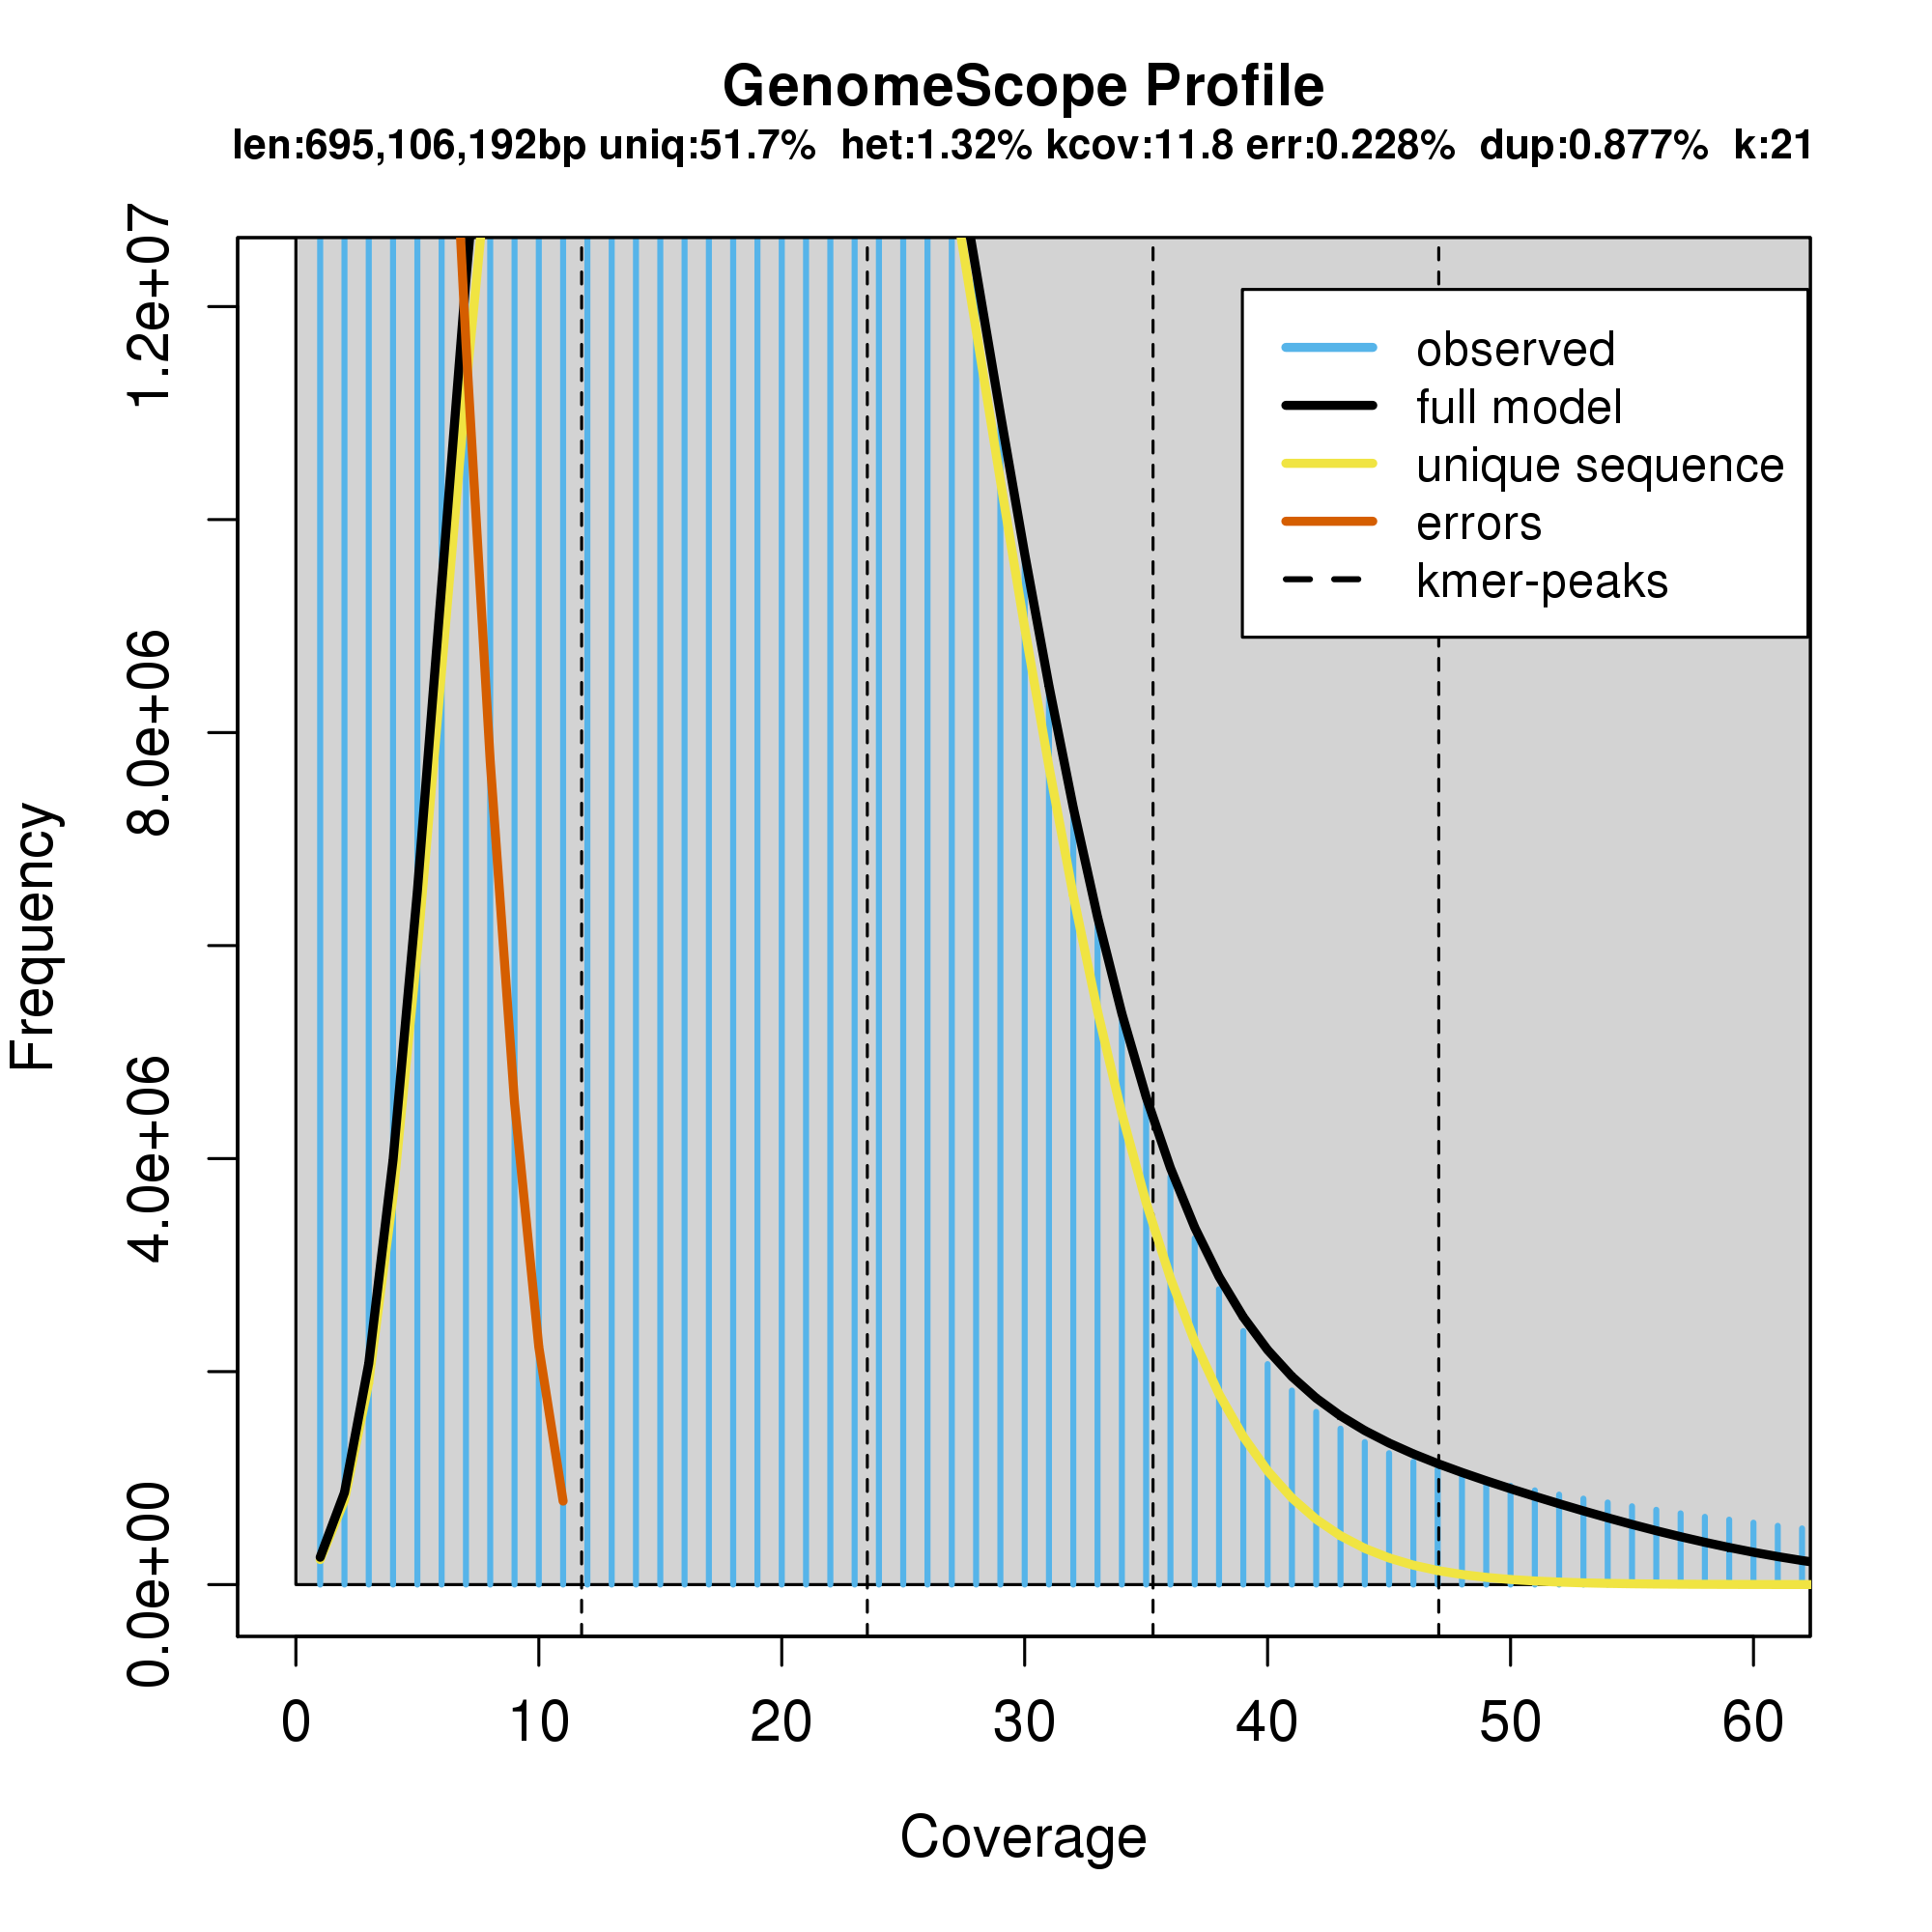 GenomeScope Profile
len:695,106,192bp uniq:51.7% het:1.32% kcov:11.8 err:0.228% dup:0.877% k:21
1.2e+07
8.0e+06
4.0e+06
0.0e+00
Frequency
observed
full model
unique sequence
errors
kmer-peaks
0 10 20 30 40 50 60
Coverage